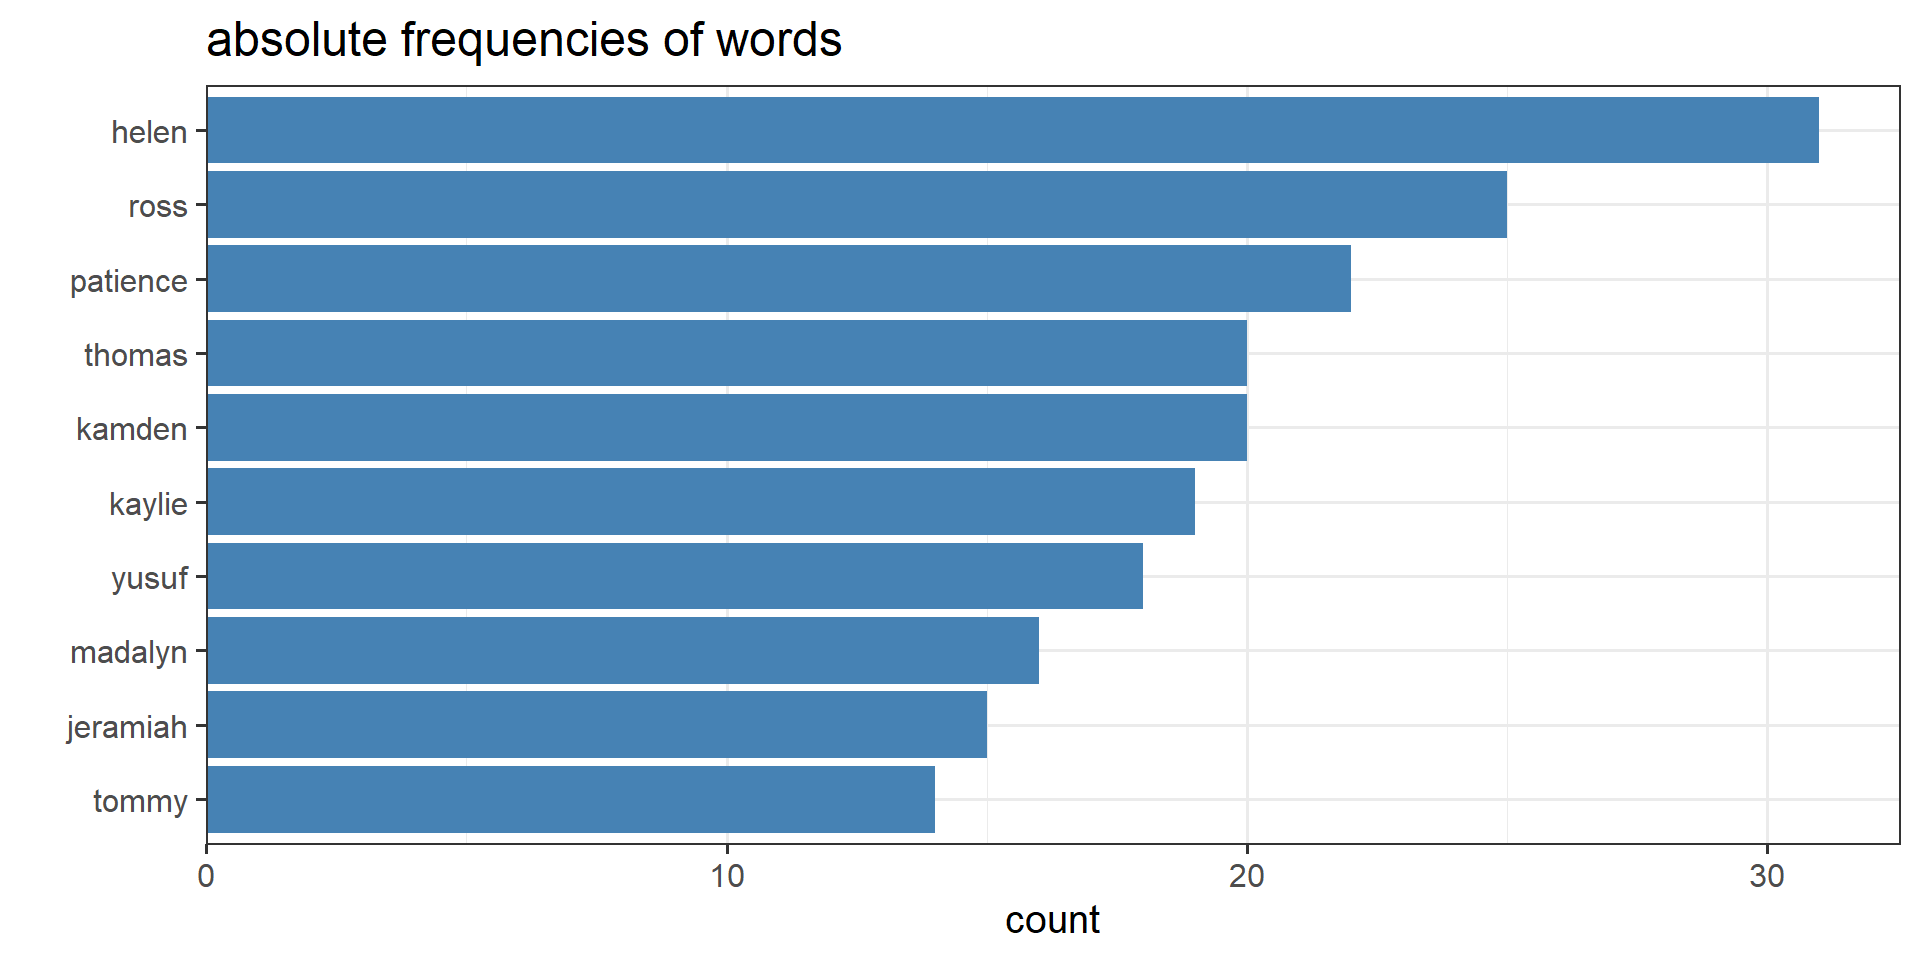 absolute frequencies of words
helen
ross
patience
thomas
kamden
kaylie
yusuf
madalyn
jeramiah
tommy
0 10 20 30
count